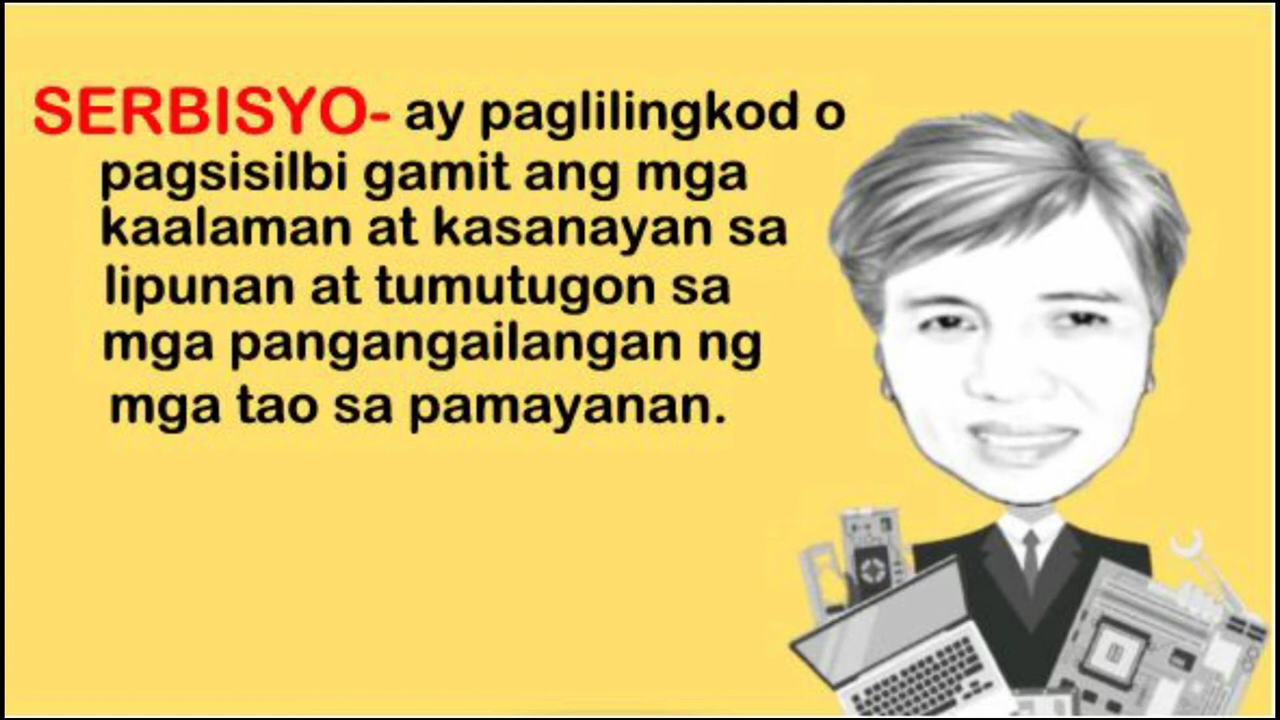 SERBISYO- ay paglilingkod o
pagsisilbi gamit ang mga
kaalaman at kasanayan sa
lipunan at tumutugon sa
mga pangangailangan ng
mga tao sa pamayanan.